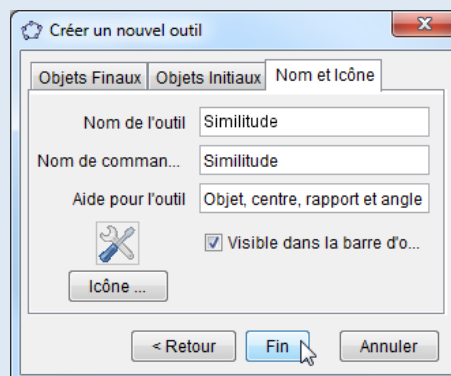 Créer un nouvel outil
Objets Finaux Objets Initiaux Nom et Icône
Nom de l'outil Similitude
Nom de comman... Similitude
Aide pour l'outil Objet, centre, rapport et angle
Visible dans la barre d'o...
Icône ...
< Retour Fin Annuler